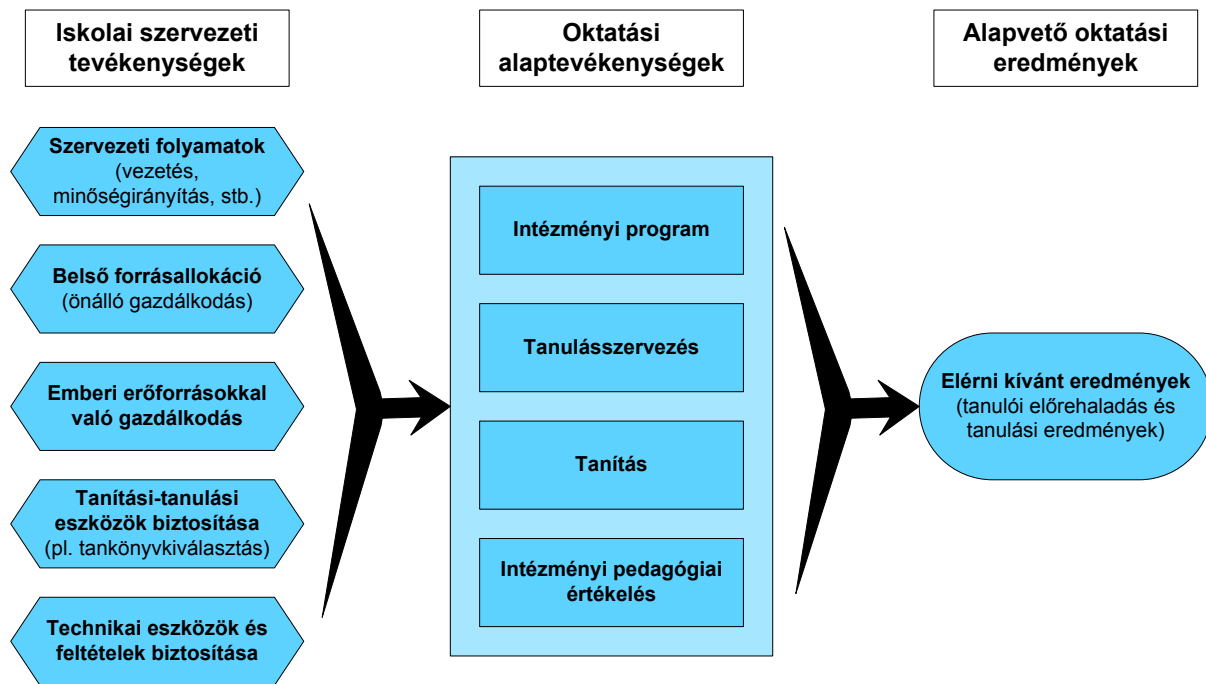 Iskolai szervezeti
tevékenységek
Oktatási
alaptevékenységek
Alapvető oktatási
eredmények
Szervezeti folyamatok
(vezetés,
minőségirányítás, stb.)
Belső forrásallokáció
(önálló gazdálkodás)
Emberi erőforrásokkal
való gazdálkodás
Tanítási-tanulási
eszközök biztosítása
(pl. tankönyvkiválasztás)
Technikai eszközök és
feltételek biztosítása
Intézményi program
Tanulásszervezés
Tanítás
Intézményi pedagógiai
értékelés
Elérni kívánt eredmények
(tanulói előrehaladás és
tanulási eredmények)